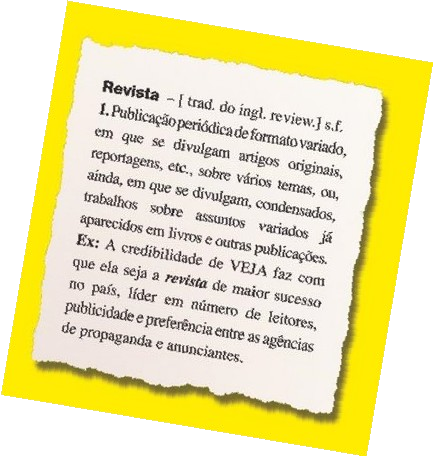 Revista – [ trad. do ingl. review.] s.f.
1. Publicação periódica de formato variado,
em que se divulgam artigos originais,
reportagens, etc., sobre vários temas, ou,
ainda, em que se divulgam, condensados,
trabalhos sobre assuntos variados já
aparecidos em livros e outras publicações.
Ex: A credibilidade de VEJA faz com
que ela seja a revista de maior sucesso
no país, líder em número de leitores,
publicidade e preferência entre as agências
de propaganda e anunciantes.